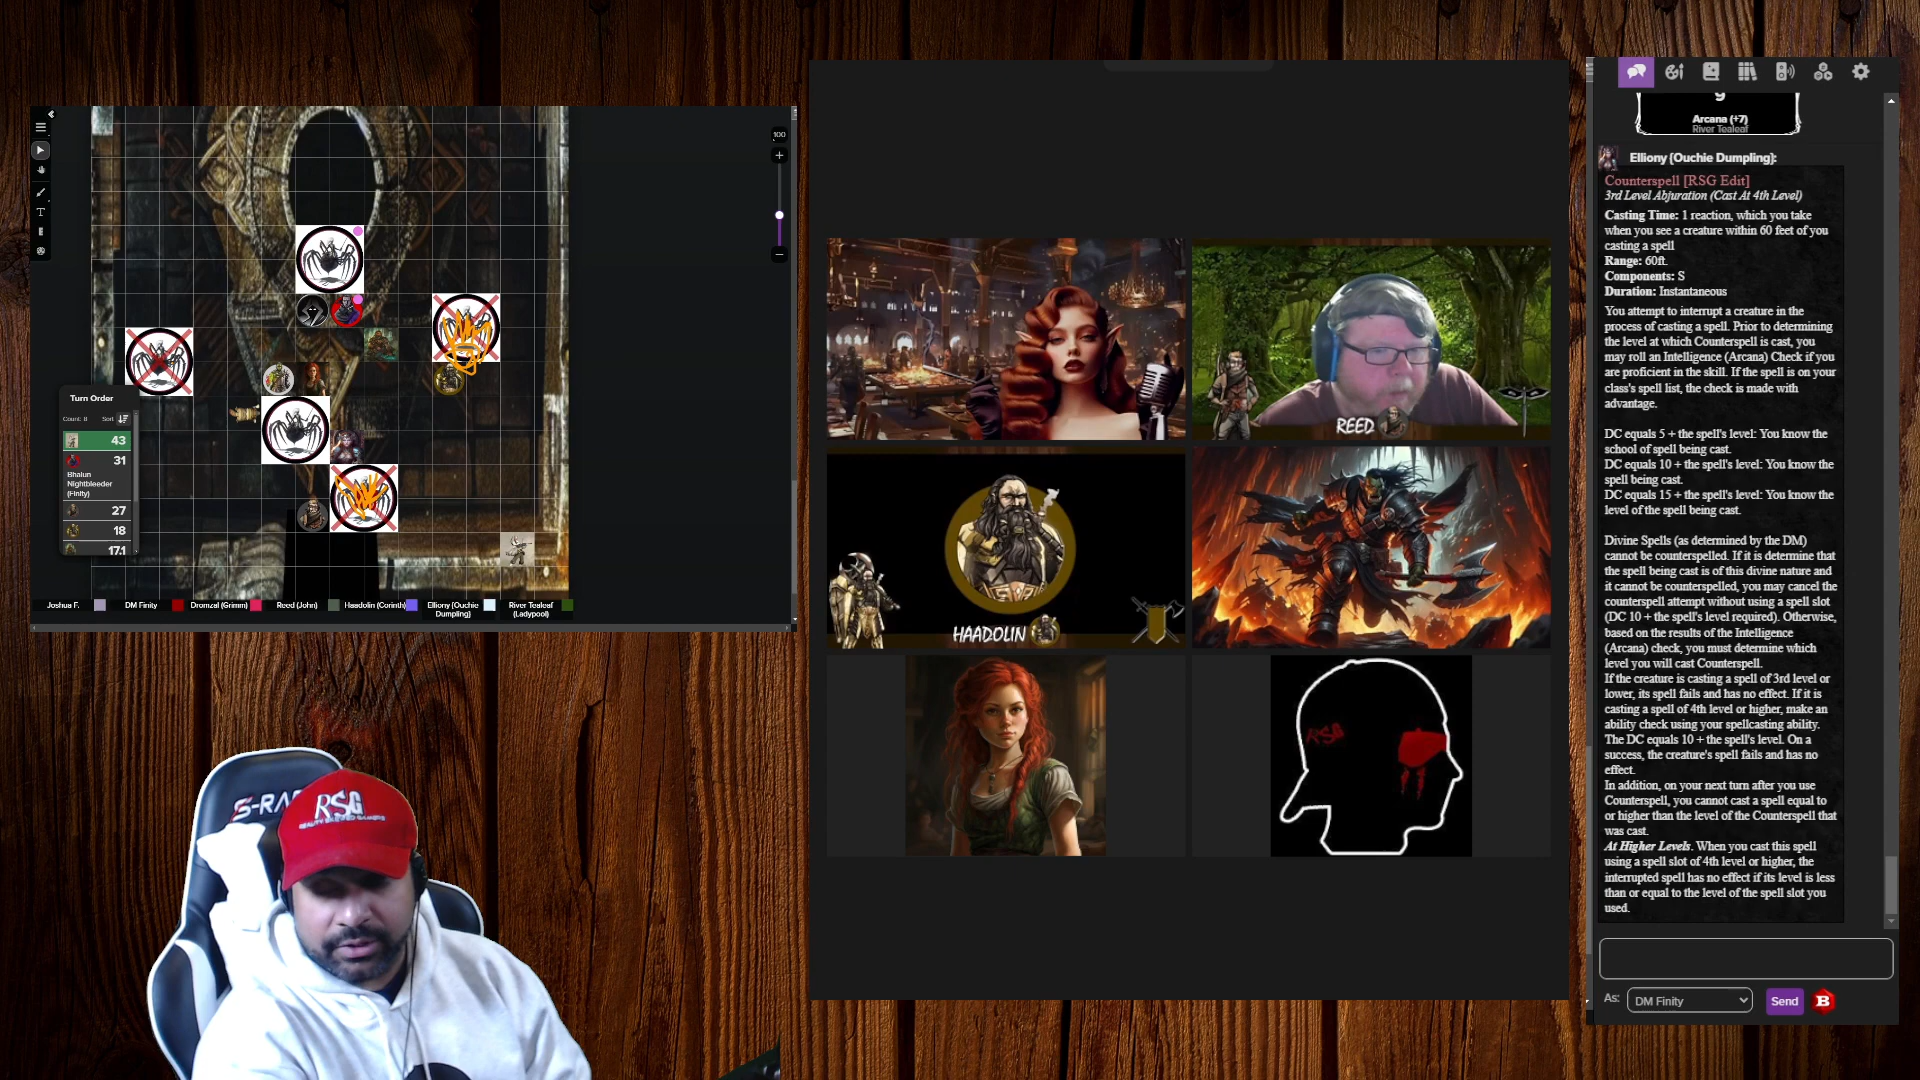 100
Turn Order
Count: 8 Sort
43
31
Bhalun
Nightbleeder
(Finity)
27
18
17.1
Joshua F.
DM Finity
Dromzal (Grimm)
Reed (John)
Haadolin (Corinth)
Elliony (Ouchie
Dumpling)
River Tealeaf
(Ladypool)
RSG
REED
HAADOLIN
RSG
Arcana (+7)
River Tealeaf
Elliony (Ouchie Dumpling):
Counterspell [RSG Edit]
3rd Level Abjuration (Cast At 4th Level)
Casting Time: 1 reaction, which you take
when you see a creature within 60 feet of you
casting a spell
Range: 60ft.
Components: S
Duration: Instantaneous
You attempt to interrupt a creature in the
process of casting a spell. Prior to determining
the level at which Counterspell is cast, you
may roll an Intelligence (Arcana) Check if you
are proficient in the skill. If the spell is on your
class's spell list, the check is made with
advantage.
DC equals 5 + the spell's level: You know the
school of spell being cast.
DC equals 10 + the spell's level: You know the
spell being cast.
DC equals 15 + the spell's level: You know the
level of the spell being cast.
Divine Spells (as determined by the DM)
cannot be counterspelled. If it is determine that
the spell being cast is of this divine nature and
it cannot be counterspelled, you may cancel the
counterspell attempt without using a spell slot
(DC 10 + the spell's level required). Otherwise,
based on the results of the Intelligence
(Arcana) check, you must determine which
level you will cast Counterspell.
If the creature is casting a spell of 3rd level or
lower, its spell fails and has no effect. If it is
casting a spell of 4th level or higher, make an
ability check using your spellcasting ability.
The DC equals 10 + the spell's level. On a
success, the creature's spell fails and has no
effect.
In addition, on your next turn after you use
Counterspell, you cannot cast a spell equal to
or higher than the level of the Counterspell that
was cast.
At Higher Levels. When you cast this spell
using a spell slot of 4th level or higher, the
interrupted spell has no effect if its level is less
than or equal to the level of the spell slot you
used.
As: DM Finity Send B